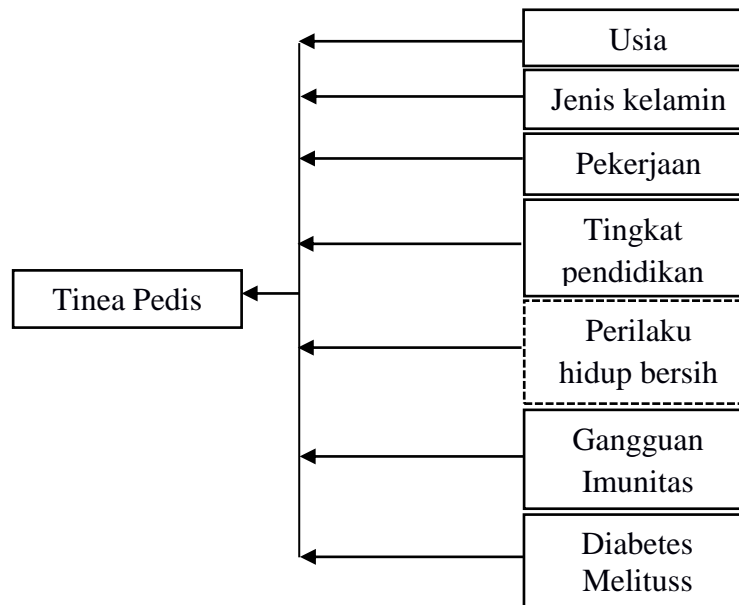 Usia
Jenis kelamin
Pekerjaan
Tingkat
pendidikan
Tinea Pedis
Perilaku
hidup bersih
Gangguan
Imunitas
Diabetes
Melituss